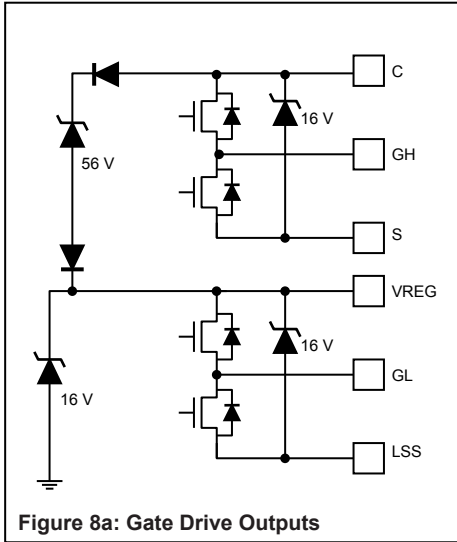 C
16 V
GH
56 V
S
VREG
16 V
GL
16 V
LSS
Figure 8a: Gate Drive Outputs